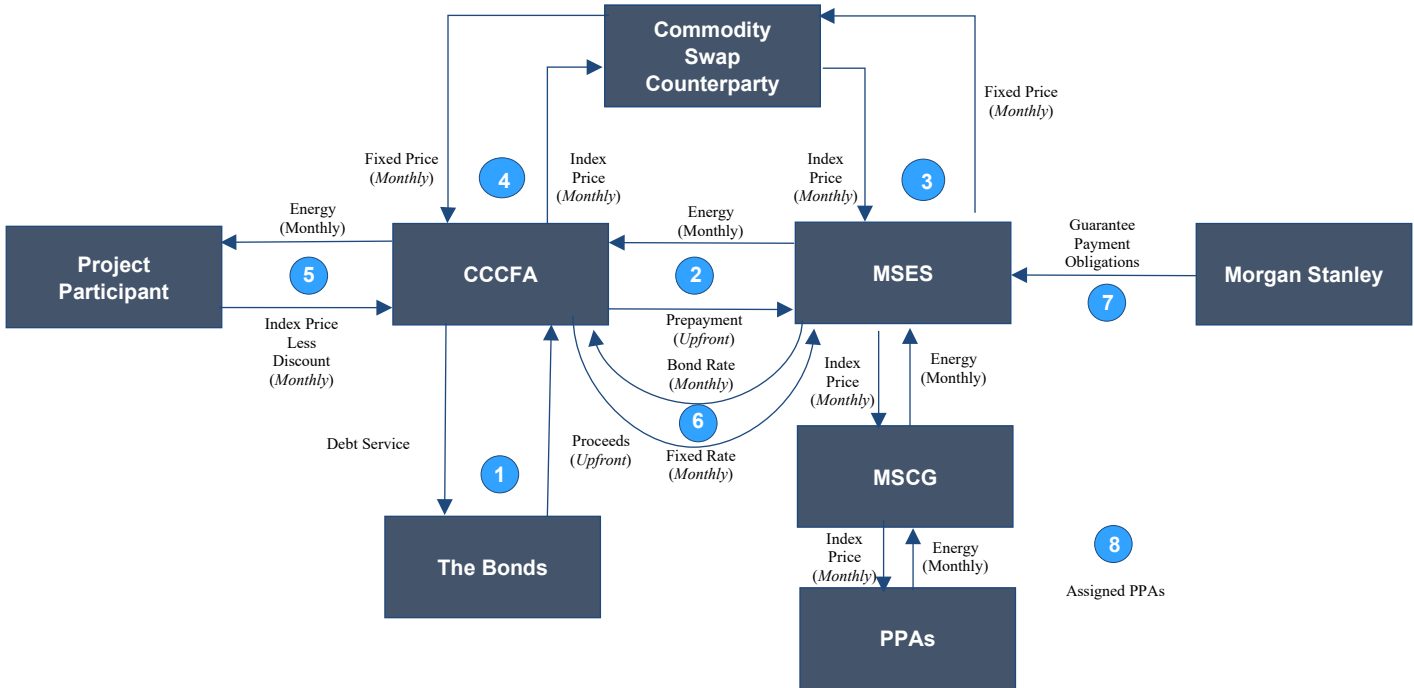 Commodity
Swap
Counterparty
Fixed Price
(Monthly)
Fixed Price
(Monthly)
4
Index
Price
(Monthly)
Index
Price
(Monthly)
3
Energy
(Monthly)
Energy
(Monthly)
Guarantee
Payment
Obligations
Project
Participant
5
CCCFA
2
MSES
7
Morgan Stanley
Index Price
Less
Discount
(Monthly)
Prepayment
(Upfront)
Bond Rate
(Monthly)
6
Fixed Rate
(Monthly)
Index
Price
(Monthly)
Energy
(Monthly)
Debt Service
1
Proceeds
(Upfront)
MSCG
The Bonds
Index
Price
(Monthly)
Energy
(Monthly)
8
Assigned PPAs
PPAs